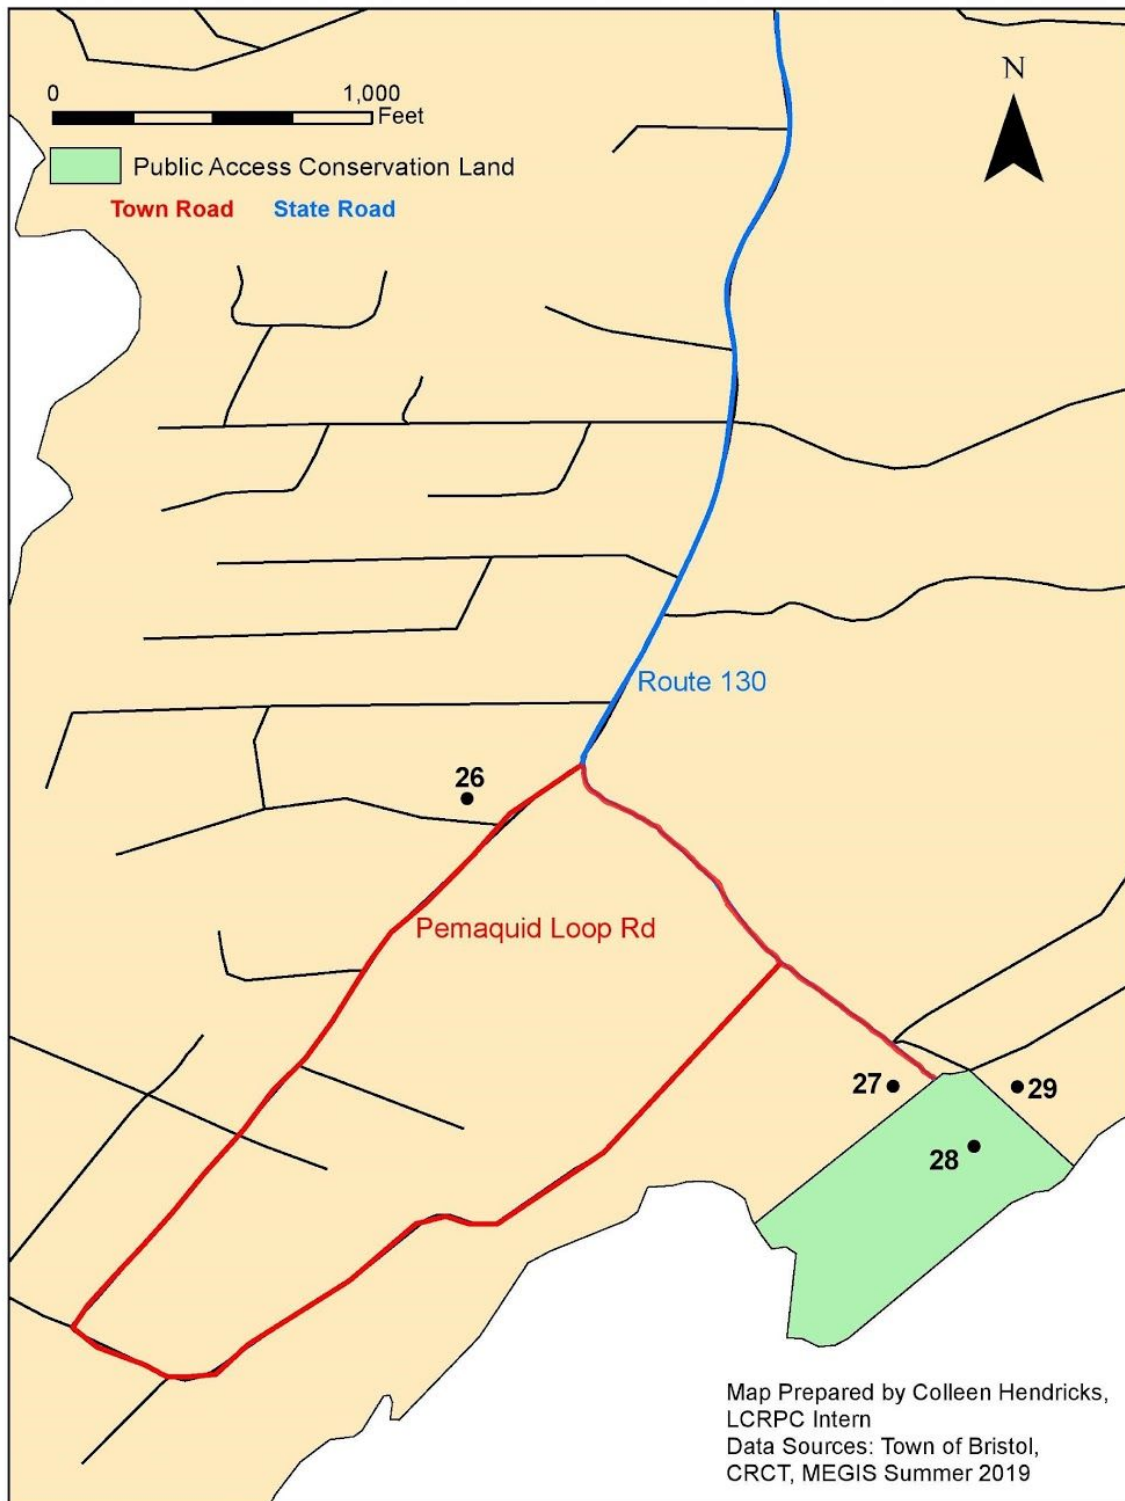 0 1,000
Feet
N
Public Access Conservation Land
Town Road State Road
Route 130
26
Pemaquid Loop Rd
27
29
28
Map Prepared by Colleen Hendricks,
LCRPC Intern
Data Sources: Town of Bristol,
CRCT, MEGIS Summer 2019